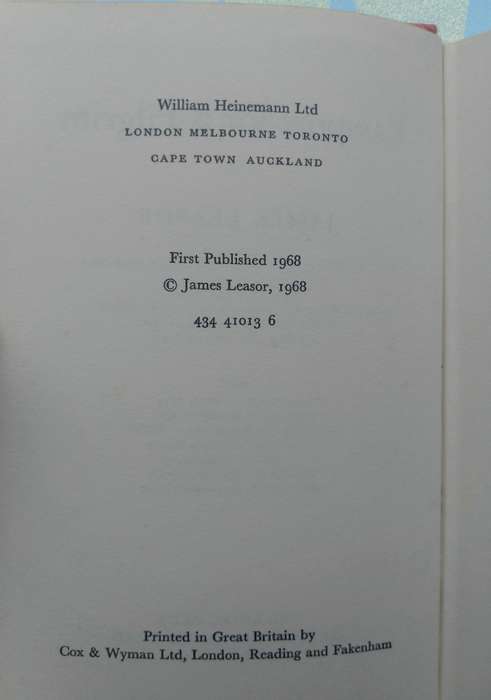 William Heinemann Ltd
LONDON MELBOURNE TORONTO
CAPE TOWN AUCKLAND
First Published 1968
© James Leasor, 1968
434 41013 6
Printed in Great Britain by
Cox & Wyman Ltd, London, Reading and Fakenham